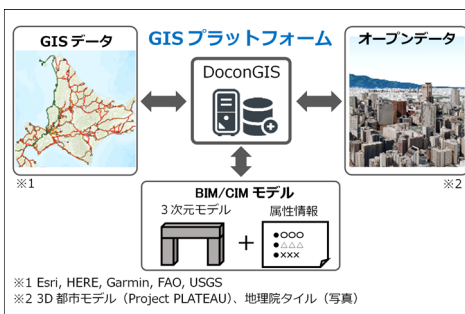 GISデータ
GISプラットフォーム
オープンデータ
DoconGIS
※1
※2
BIM/CIMモデル
3次元モデル
属性情報
+
●○○○
●△△△
●×××
※1 Esri, HERE, Garmin, FAO, USGS
※2 3D都市モデル（Project PLATEAU）、地理院タイル（写真）